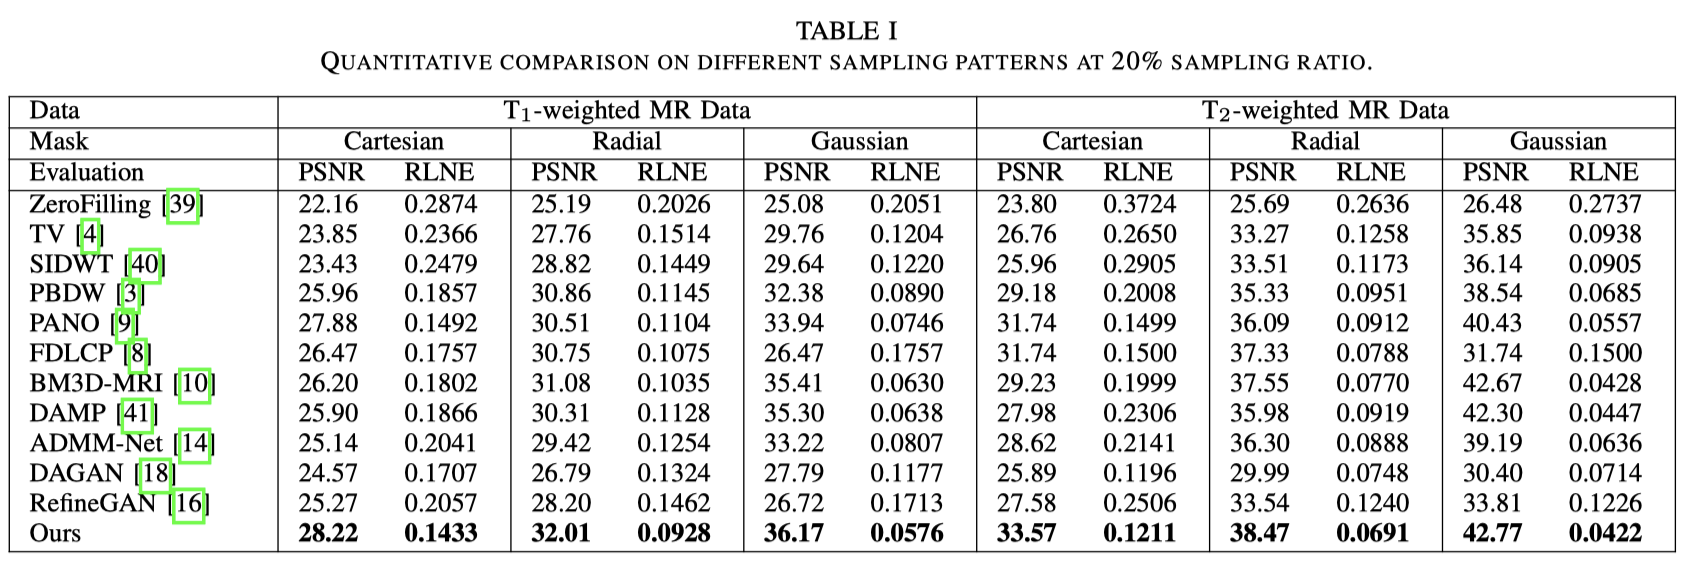 TABLE I
QUANTITATIVE COMPARISON ON DIFFERENT SAMPLING PATTERNS AT 20% SAMPLING RATIO.
Data T1-weighted MR Data T2-weighted MR Data
Mask Cartesian Radial Gaussian Cartesian Radial Gaussian
Evaluation PSNR RLNE PSNR RLNE PSNR RLNE PSNR RLNE PSNR RLNE PSNR RLNE
ZeroFilling [39] 22.16 0.2874 25.19 0.2026 25.08 0.2051 23.80 0.3724 25.69 0.2636 26.48 0.2737
TV [4] 23.85 0.2366 27.76 0.1514 29.76 0.1204 26.76 0.2650 33.27 0.1258 35.85 0.0938
SIDWT [40] 23.43 0.2479 28.82 0.1449 29.64 0.1220 25.96 0.2905 33.51 0.1173 36.14 0.0905
PBDW [3] 25.96 0.1857 30.86 0.1145 32.38 0.0890 29.18 0.2008 35.33 0.0951 38.54 0.0685
PANO [9] 27.88 0.1492 30.51 0.1104 33.94 0.0746 31.74 0.1499 36.09 0.0912 40.43 0.0557
FDLCP [8] 26.47 0.1757 30.75 0.1075 26.47 0.1757 31.74 0.1500 37.33 0.0788 31.74 0.1500
BM3D-MRI [10] 26.20 0.1802 31.08 0.1035 35.41 0.0630 29.23 0.1999 37.55 0.0770 42.67 0.0428
DAMP [41] 25.90 0.1866 30.31 0.1128 35.30 0.0638 27.98 0.2306 35.98 0.0919 42.30 0.0447
ADMM-Net [14] 25.14 0.2041 29.42 0.1254 33.22 0.0807 28.62 0.2141 36.30 0.0888 39.19 0.0636
DAGAN [18] 24.57 0.1707 26.79 0.1324 27.79 0.1177 25.89 0.1196 29.99 0.0748 30.40 0.0714
RefineGAN [16] 25.27 0.2057 28.20 0.1462 26.72 0.1713 27.58 0.2506 33.54 0.1240 33.81 0.1226
Ours 28.22 0.1433 32.01 0.0928 36.17 0.0576 33.57 0.1211 38.47 0.0691 42.77 0.0422